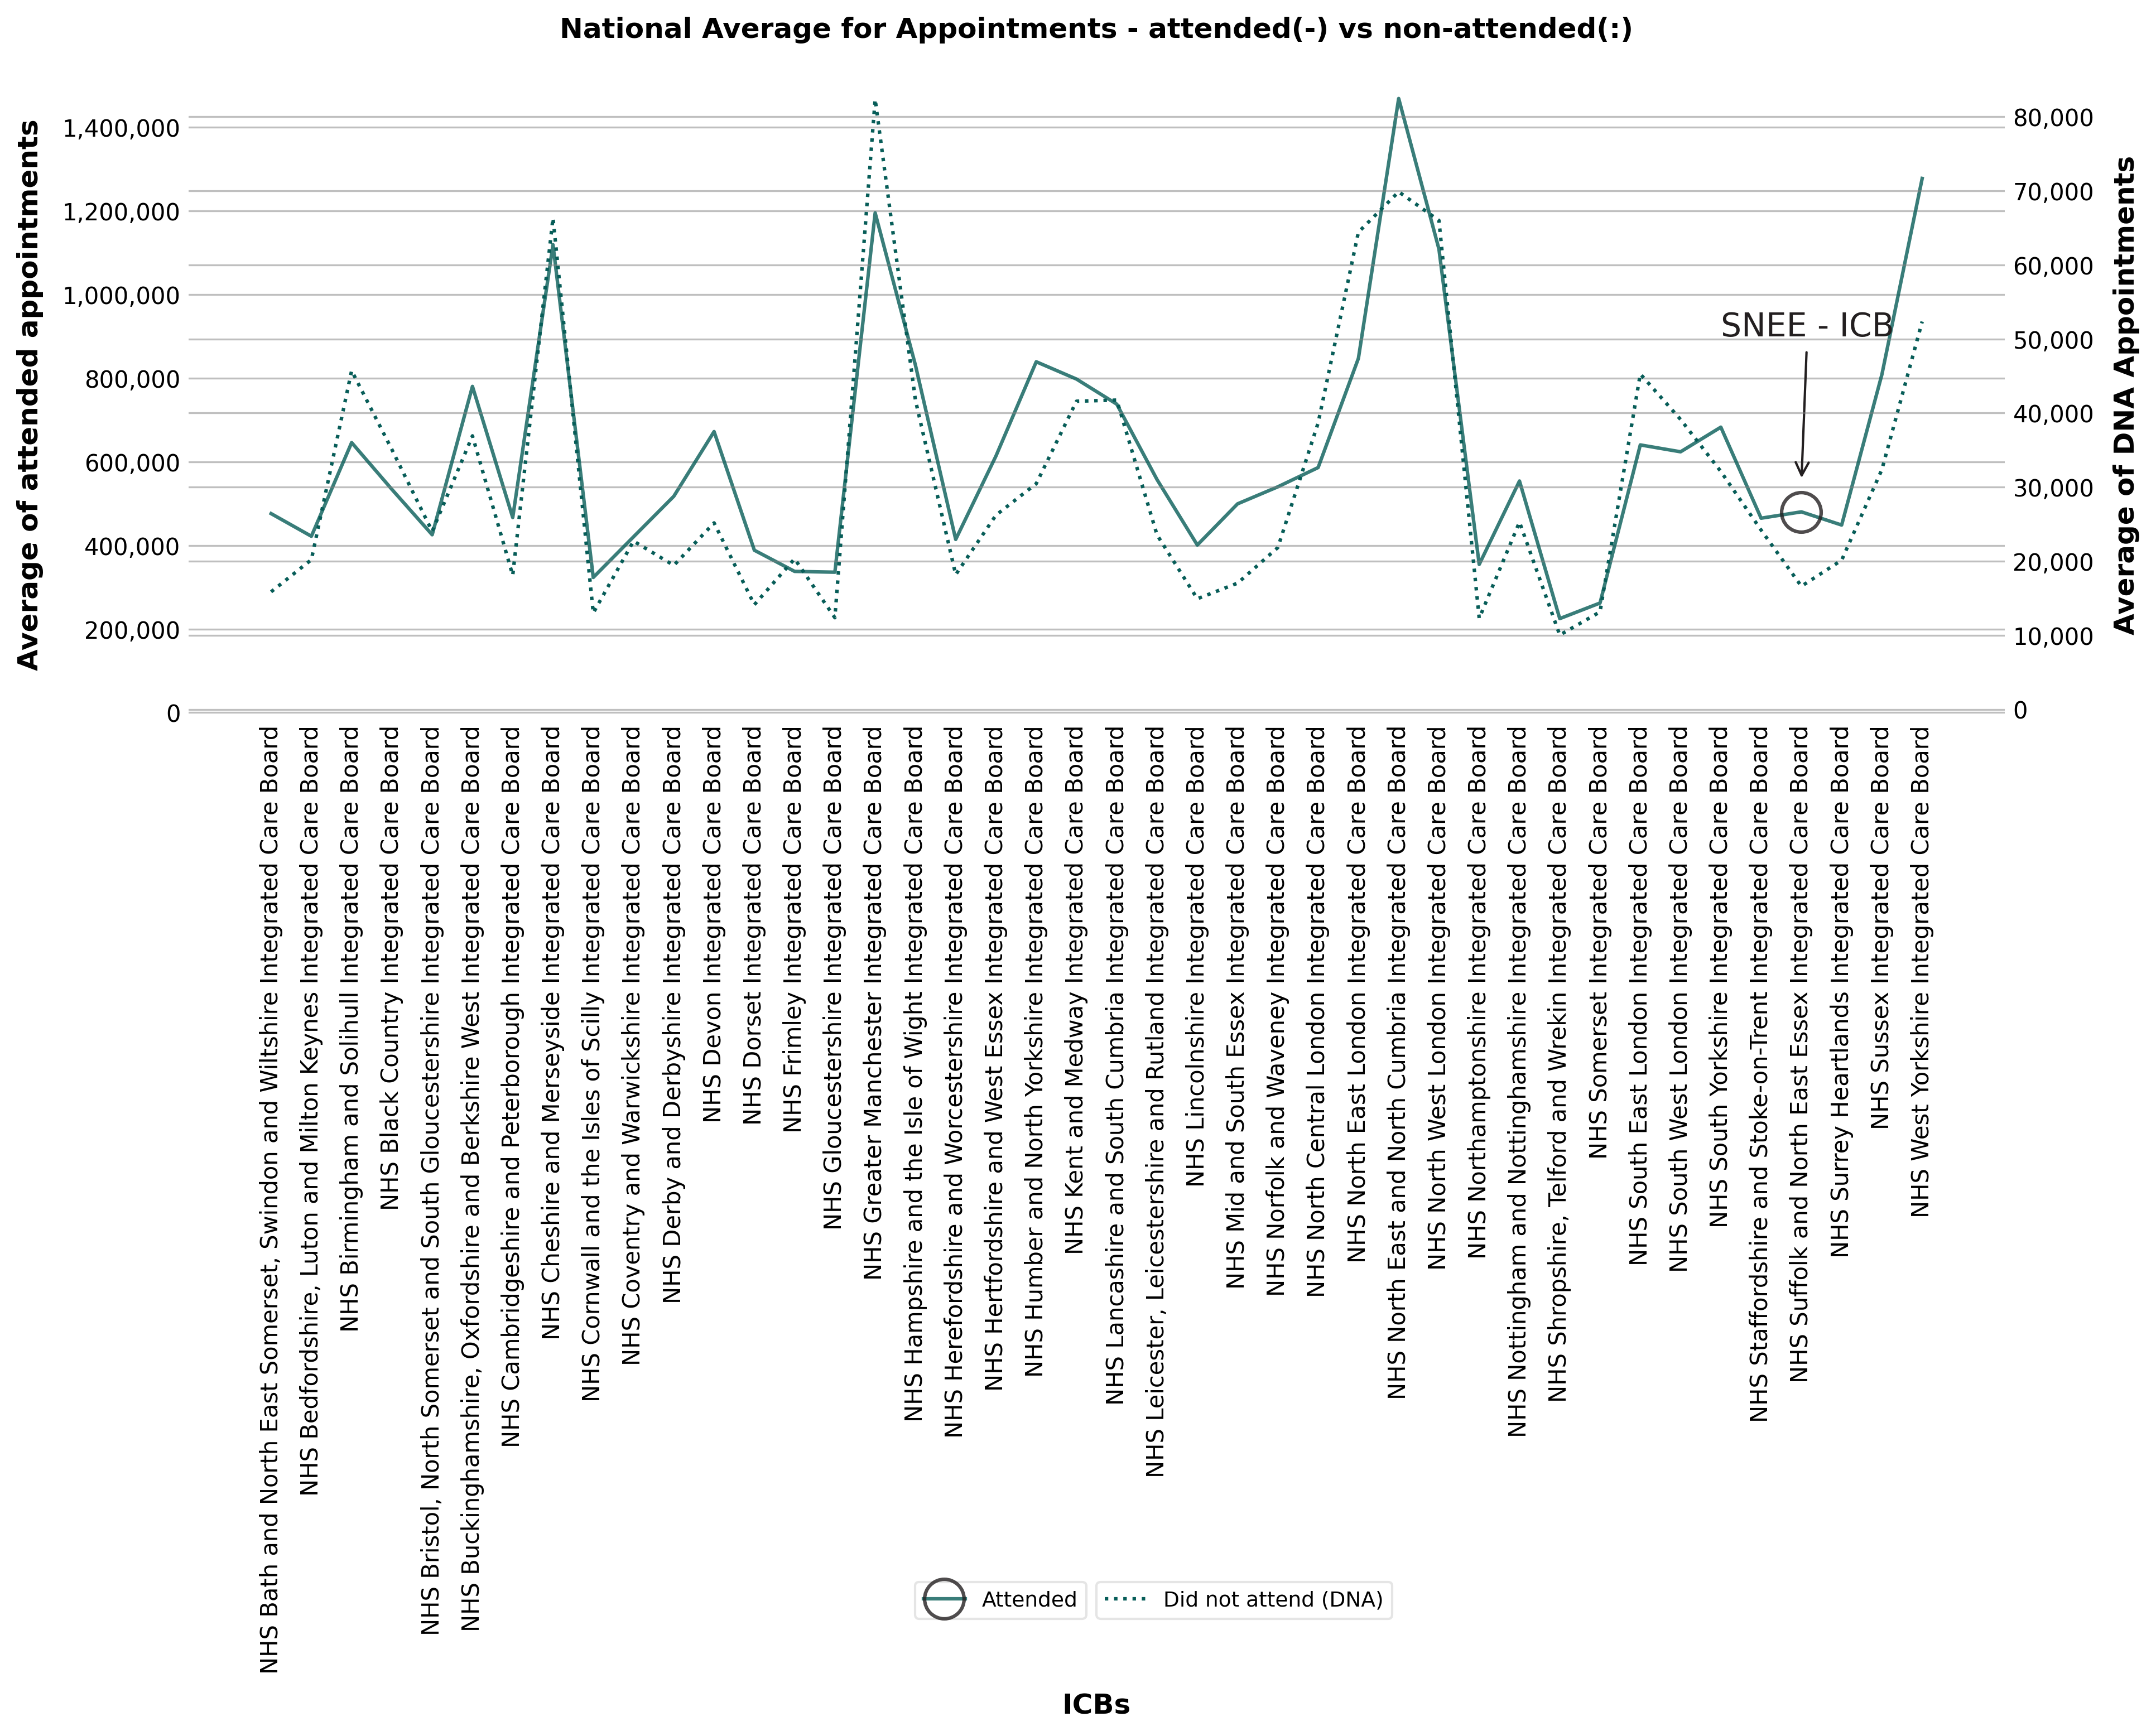 National Average for Appointments - attended(-) vs non-attended(:)
Average of attended appointments
1,400,000
1,200,000
1,000,000
800,000
600,000
400,000
200,000
0
80,000
70,000
60,000
50,000
40,000
30,000
20,000
10,000
0
Average of DNA Appointments
SNEE - ICB
NHS Bath and North East Somerset, Swindon and Wiltshire Integrated Care Board
NHS Bedfordshire, Luton and Milton Keynes Integrated Care Board
NHS Birmingham and Solihull Integrated Care Board
NHS Black Country Integrated Care Board
NHS Bristol, North Somerset and South Gloucestershire Integrated Care Board
NHS Buckinghamshire, Oxfordshire and Berkshire West Integrated Care Board
NHS Cambridgeshire and Peterborough Integrated Care Board
NHS Cheshire and Merseyside Integrated Care Board
NHS Cornwall and the Isles of Scilly Integrated Care Board
NHS Coventry and Warwickshire Integrated Care Board
NHS Derby and Derbyshire Integrated Care Board
NHS Devon Integrated Care Board
NHS Dorset Integrated Care Board
NHS Frimley Integrated Care Board
NHS Gloucestershire Integrated Care Board
NHS Greater Manchester Integrated Care Board
NHS Hampshire and the Isle of Wight Integrated Care Board
NHS Herefordshire and Worcestershire Integrated Care Board
NHS Hertfordshire and West Essex Integrated Care Board
NHS Humber and North Yorkshire Integrated Care Board
NHS Kent and Medway Integrated Care Board
NHS Lancashire and South Cumbria Integrated Care Board
NHS Leicester, Leicestershire and Rutland Integrated Care Board
NHS Lincolnshire Integrated Care Board
NHS Mid and South Essex Integrated Care Board
NHS Norfolk and Waveney Integrated Care Board
NHS North Central London Integrated Care Board
NHS North East London Integrated Care Board
NHS North East and North Cumbria Integrated Care Board
NHS North West London Integrated Care Board
NHS Northamptonshire Integrated Care Board
NHS Nottingham and Nottinghamshire Integrated Care Board
NHS Shropshire, Telford and Wrekin Integrated Care Board
NHS Somerset Integrated Care Board
NHS South East London Integrated Care Board
NHS South West London Integrated Care Board
NHS South Yorkshire Integrated Care Board
NHS Staffordshire and Stoke-on-Trent Integrated Care Board
NHS Suffolk and North East Essex Integrated Care Board
NHS Surrey Heartlands Integrated Care Board
NHS Sussex Integrated Care Board
NHS West Yorkshire Integrated Care Board
Attended
Did not attend (DNA)
ICBs